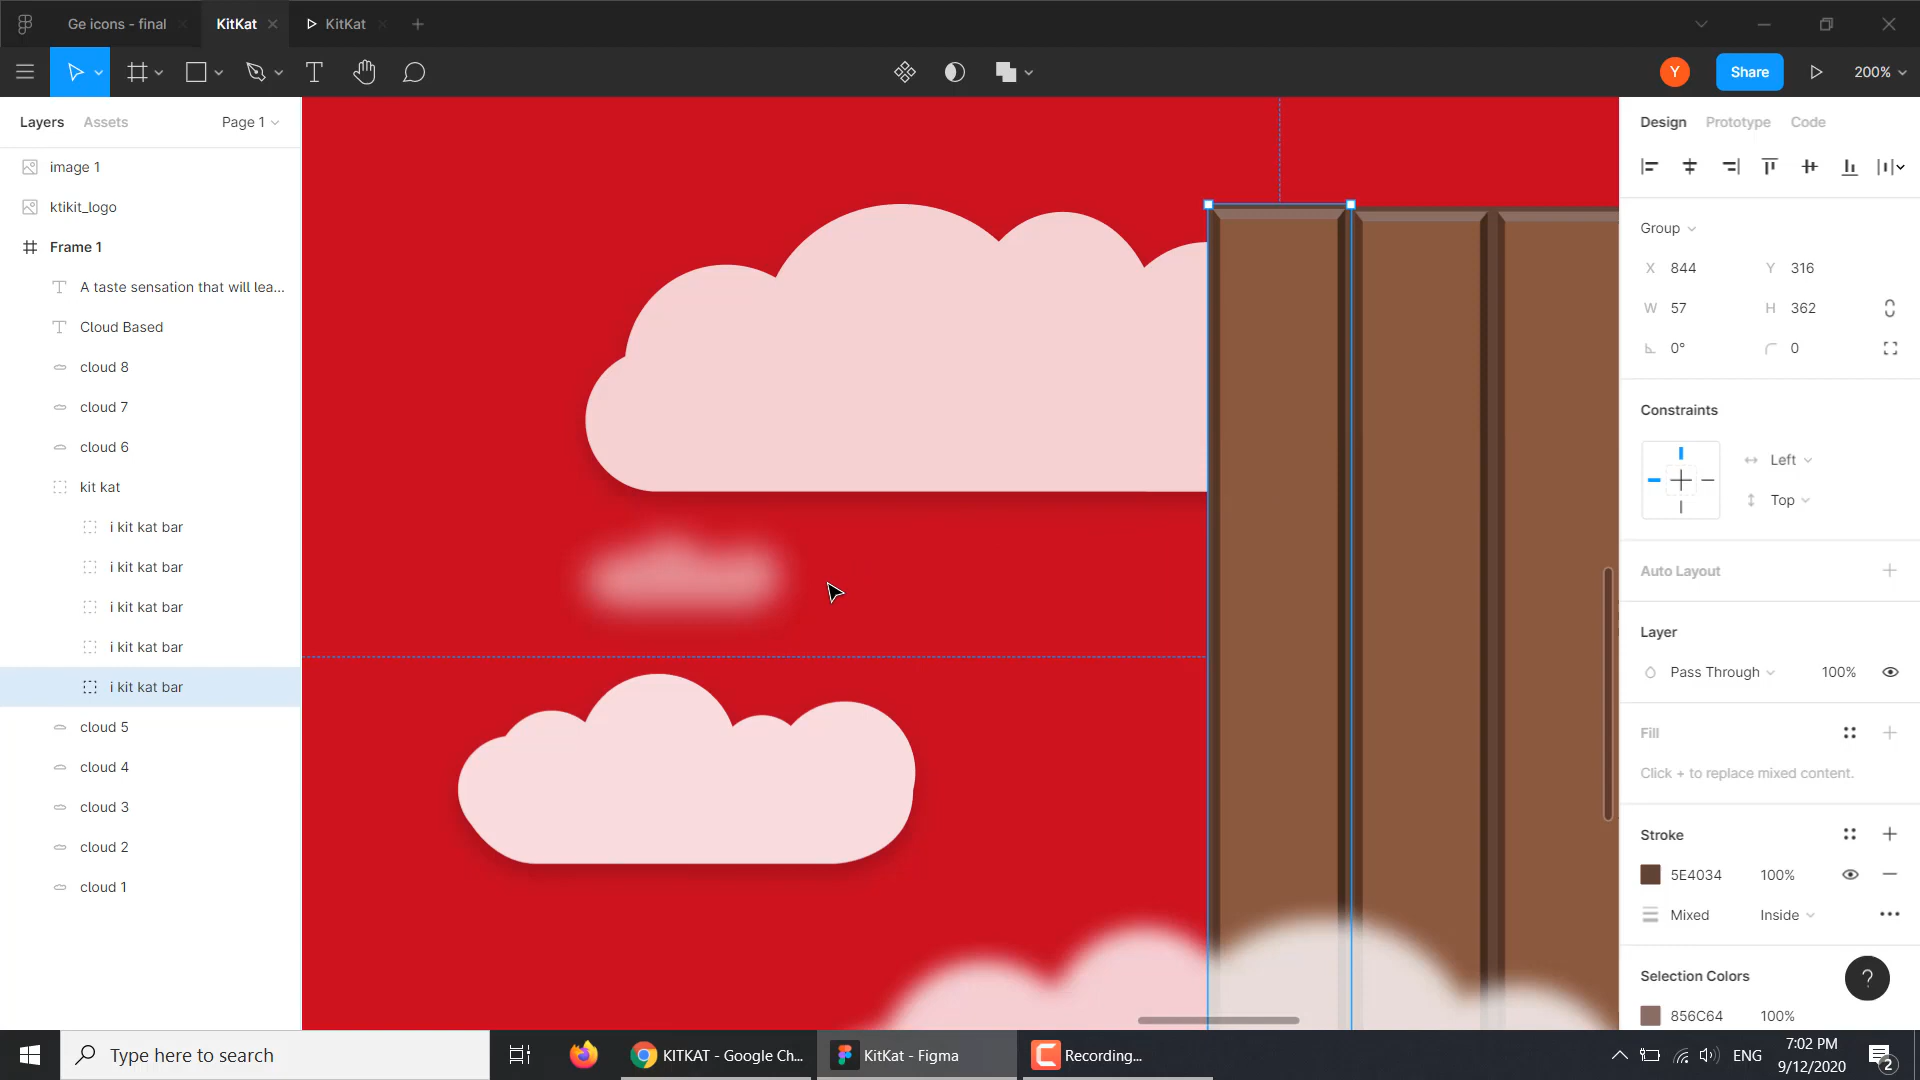 Ge icons - final
KitKat
KitKat
Y
Share
200%
Layers
Assets
Page 1
image 1
ktikit_logo
Frame 1
A taste sensation that will lea...
Cloud Based
cloud 8
cloud 7
cloud 6
kit kat
i kit kat bar
i kit kat bar
i kit kat bar
i kit kat bar
i kit kat bar
cloud 5
cloud 4
cloud 3
cloud 2
cloud 1
Design
Prototype
Code
Group
X 844 Y 316
W 57 H 362
0° 0
Constraints
Left
Top
Auto Layout
Layer
Pass Through 100%
Fill
Click + to replace mixed content.
Stroke
5E4034 100%
Mixed Inside
Selection Colors
856C64 100%
?
Type here to search
KITKAT - Google Ch...
KitKat - Figma
Recording...
ENG
7:02 PM
9/12/2020
2